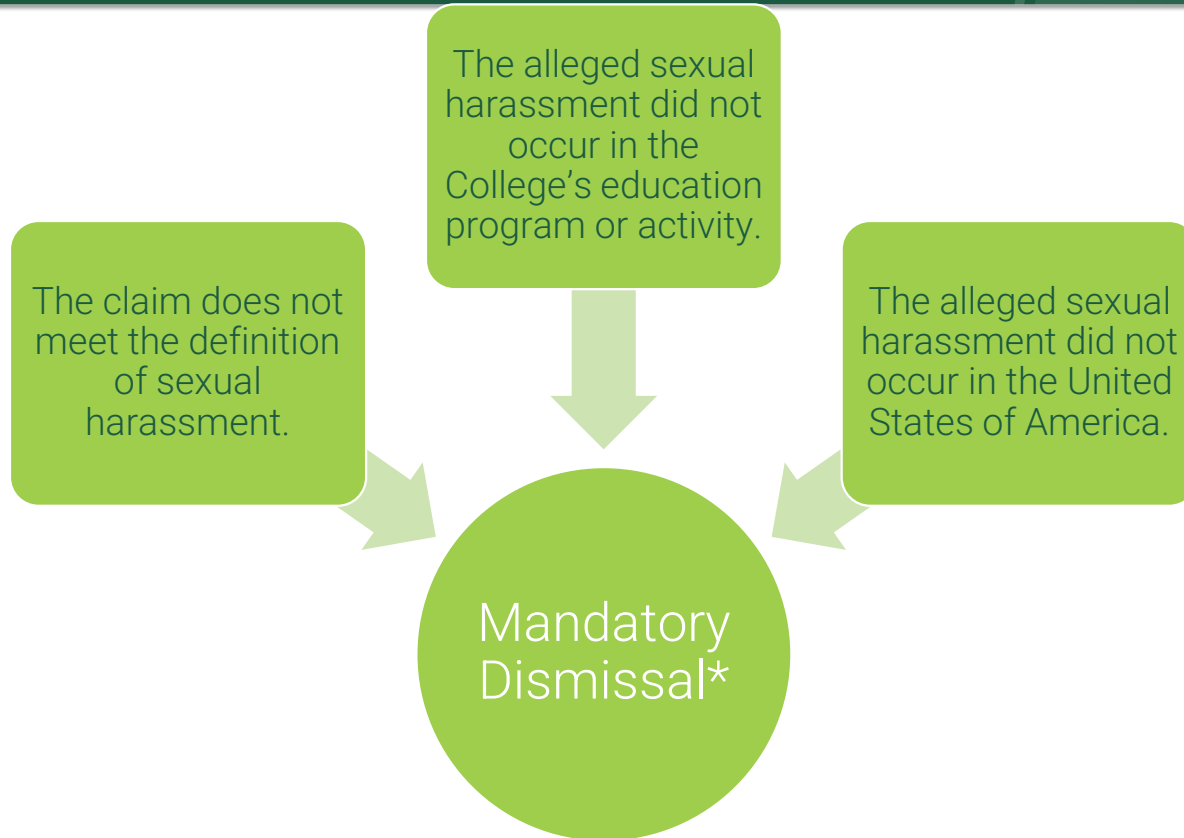 The alleged sexual
harassment did not
occur in the
College’s education
program or activity.
The claim does not
meet the definition
of sexual
harassment.
The alleged sexual
harassment did not
occur in the United
States of America.
Mandatory
Dismissal*